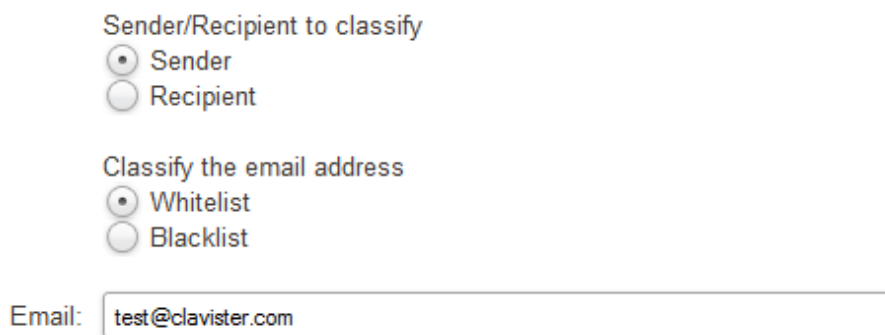 Sender/Recipient to classify
Sender
Recipient
Classify the email address
Whitelist
Blacklist
Email: test@clavister.com